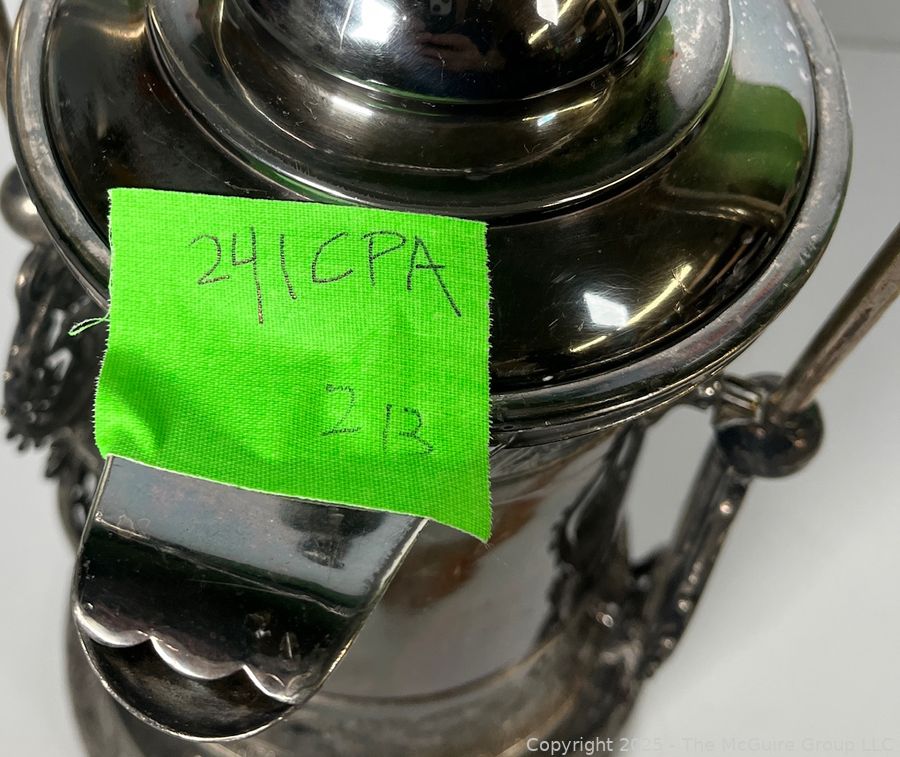 241CPA
213
Copyright 2025 - The McGuire Group LLC